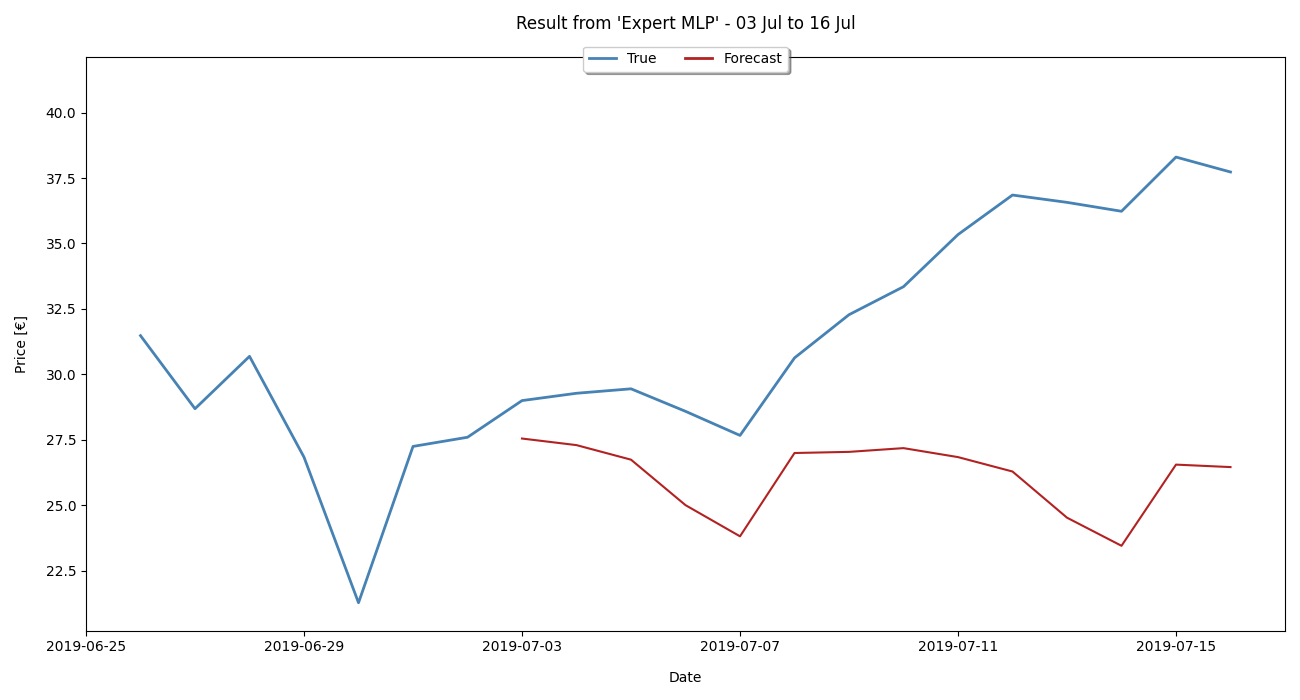 Result from 'Expert MLP' - 03 Jul to 16 Jul
True Forecast
40.0
37.5
35.0
32.5
30.0
27.5
25.0
22.5
Price [€]
2019-06-25 2019-06-29 2019-07-03 2019-07-07 2019-07-11 2019-07-15
Date